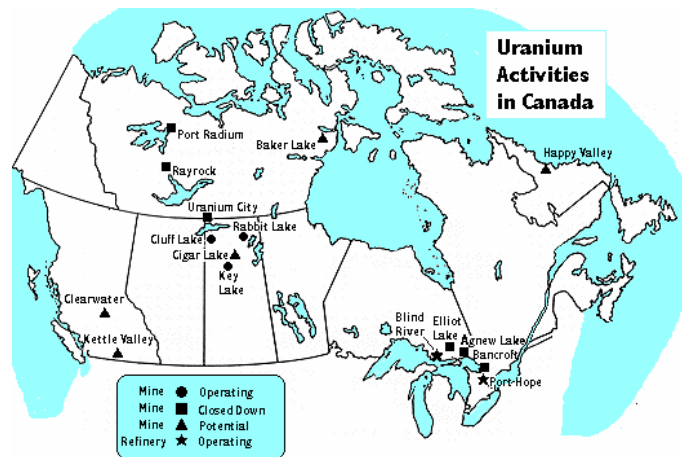 Uranium
Activities
in Canada
Port Radium
Baker Lake
Happy Valley
Rayrock
Uranium City
Rabbit Lake
Cluff Lake
Cigar Lake
Key
Lake
Clearwater
Kettle Valley
Blind
River
Elliot
Lake
Agnew Lake
Bancroft
Port Hope
Mine Operating
Mine Closed Down
Mine Potential
Refinery Operating